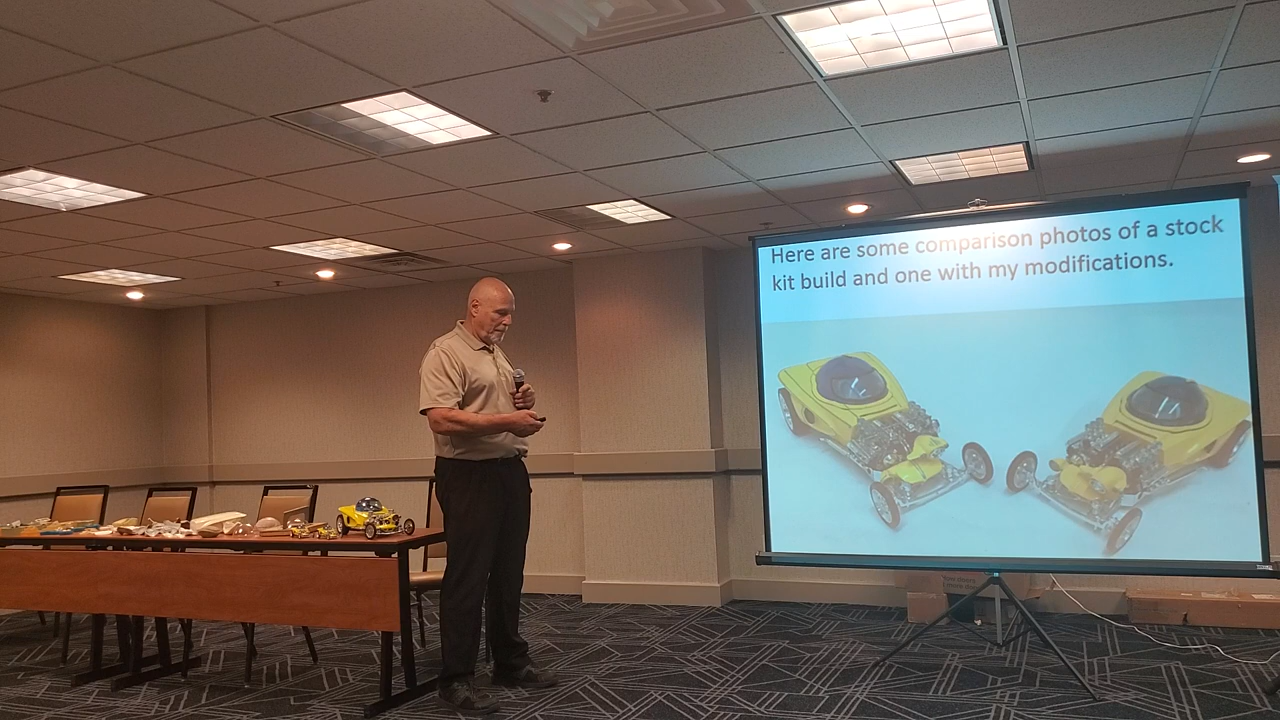 Here are some comparison photos of a stock
kit build and one with my modifications.